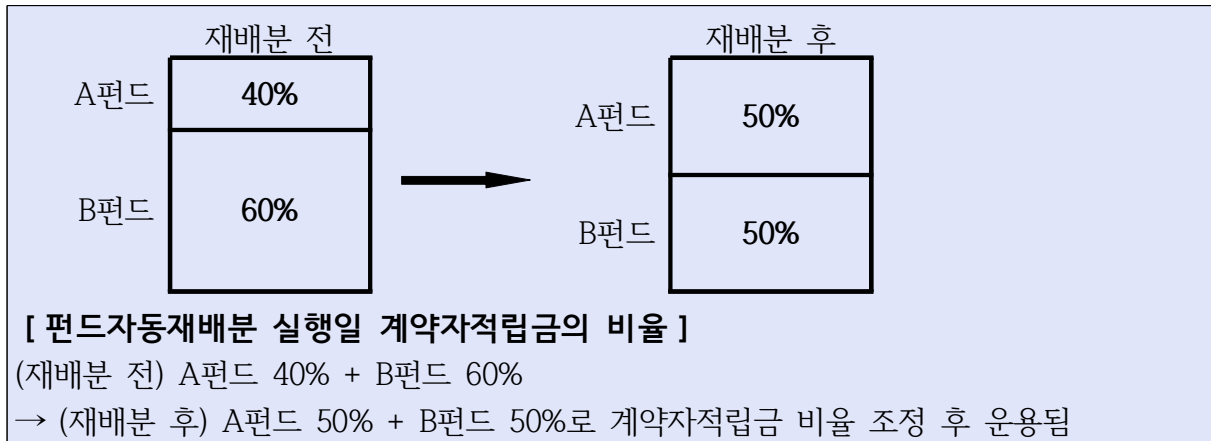 재배분 전
재배분 후
A펀드 40%
B펀드 60%
A펀드 50%
B펀드 50%
[ 펀드자동재배분 실행일 계약자적립금의 비율 ]
(재배분 전) A펀드 40% + B펀드 60%
→ (재배분 후) A펀드 50% + B펀드 50%로 계약자적립금 비율 조정 후 운용됨